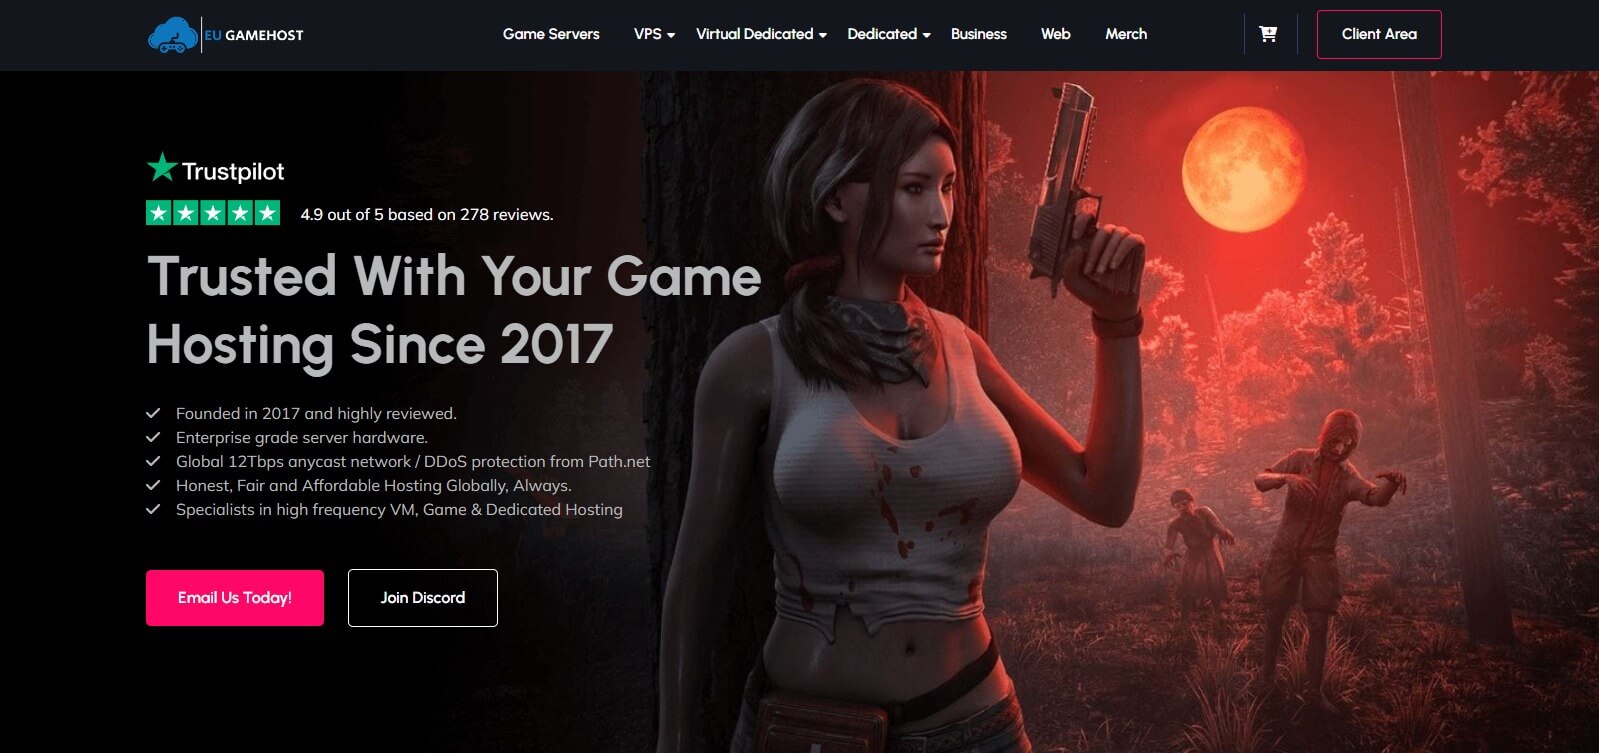 EU GAMEHOST
Game Servers
VPS
Virtual Dedicated
Dedicated
Business
Web
Merch
Client Area
Trustpilot
4.9 out of 5 based on 278 reviews.
Trusted With Your Game
Hosting Since 2017
Founded in 2017 and highly reviewed.
Enterprise grade server hardware.
Global 12Tbps anycast network / DDoS protection from Path.net
Honest, Fair and Affordable Hosting Globally, Always.
Specialists in high frequency VM, Game & Dedicated Hosting
Email Us Today!
Join Discord